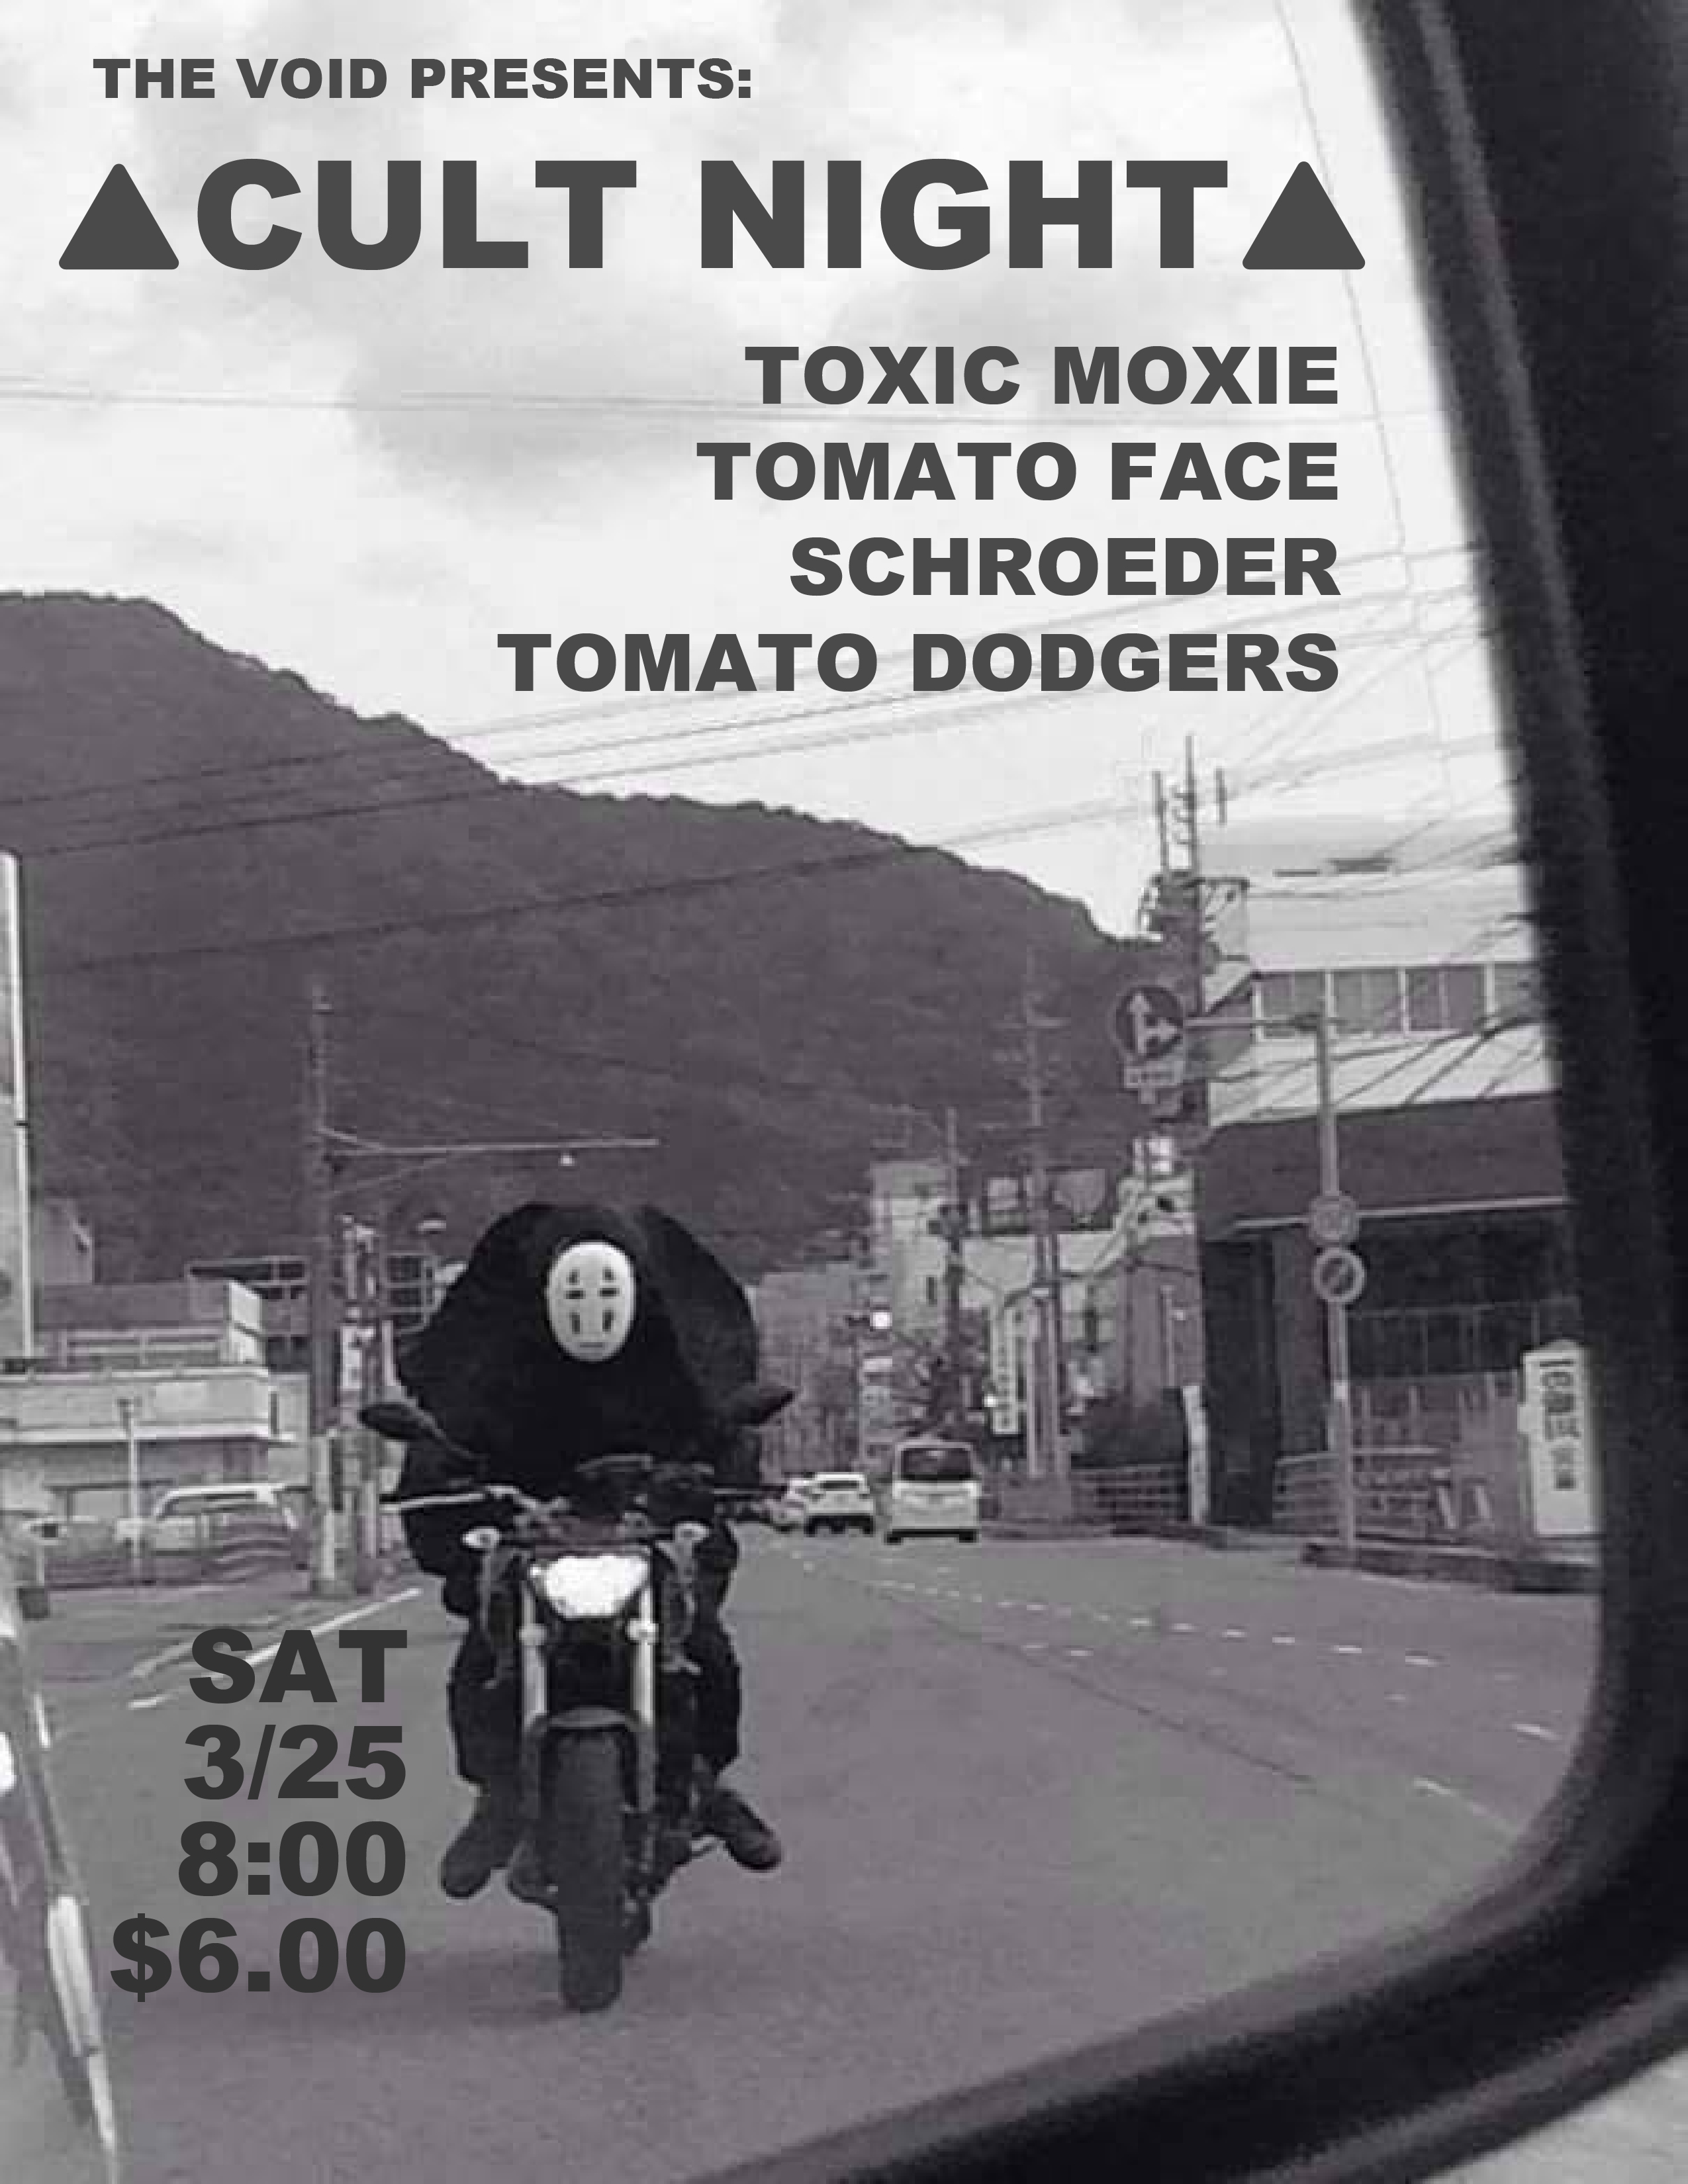 THE VOID PRESENTS:
▲CULT NIGHT▲
TOXIC MOXIE
TOMATO FACE
SCHROEDER
TOMATO DODGERS
SAT
3/25
8:00
$6.00